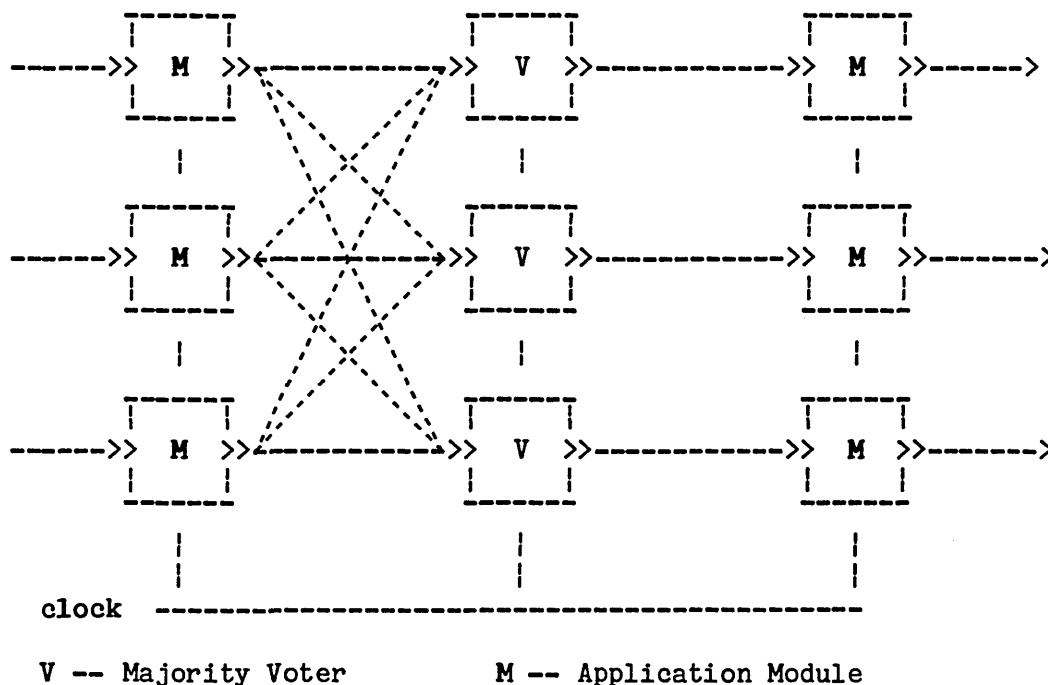 M V M
M V M
M V M
clock
V -- Majority Voter M -- Application Module